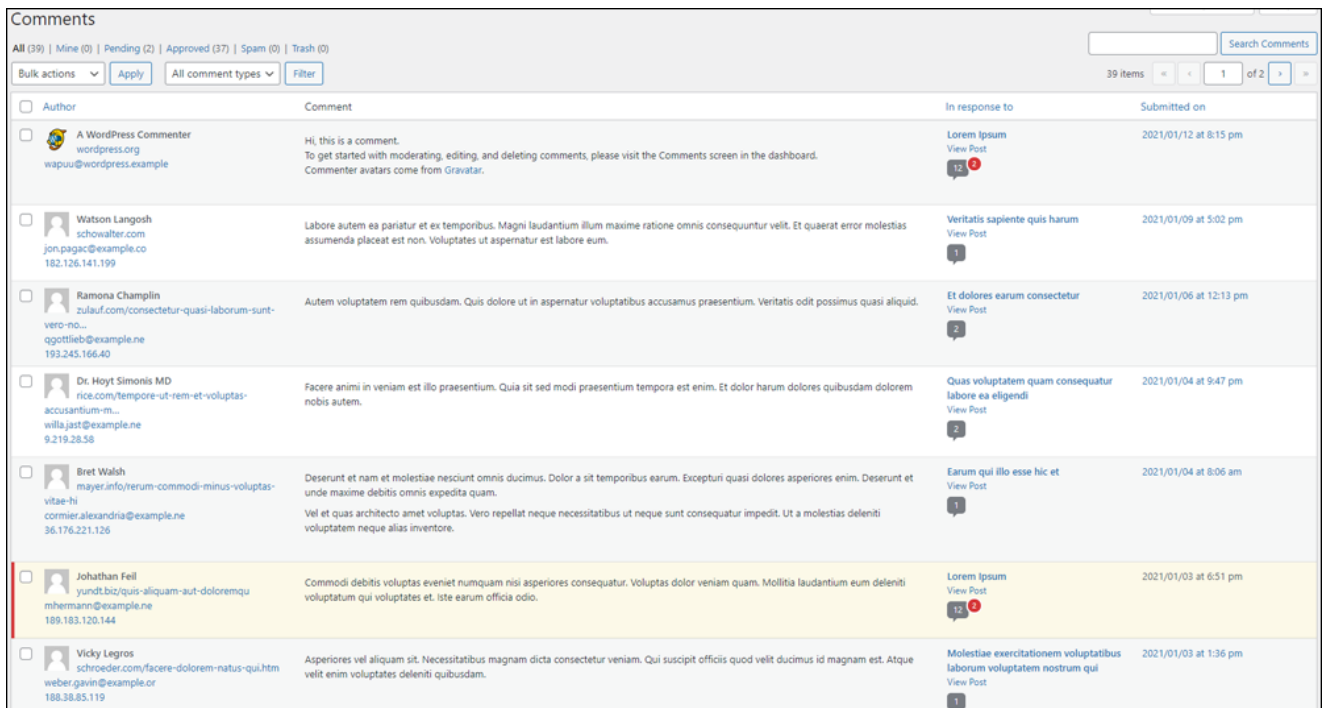 Comments
All (39) | Mine (0) | Pending (2) | Approved (37) | Spam (0) | Trash (0)
Search Comments
Bulk actions Apply All comment types Filter
39 items « ‹ 1 of 2 › »
Author Comment In response to Submitted on
A WordPress Commenter
wordpress.org
wapuu@wordpress.example
Hi, this is a comment.
To get started with moderating, editing, and deleting comments, please visit the Comments screen in the dashboard.
Commenter avatars come from Gravatar.
Lorem Ipsum
View Post
12 2
2021/01/12 at 8:15 pm
Watson Langosh
schowalter.com
jon.pagac@example.co
182.126.141.199
Labore autem ea pariatur et ex temporibus. Magni laudantium illum maxime ratione omnis consequuntur velit. Et quaerat error molestias
assumenda placeat est non. Voluptates ut aspernatur est labore eum.
Veritatis sapiente quis harum
View Post
1
2021/01/09 at 5:02 pm
Ramona Champlin
zulauf.com/consectetur-quasi-laborum-sunt-
vero-no...
qgottlieb@example.ne
193.245.166.40
Autem voluptatem rem quibusdam. Quis dolore ut in aspernatur voluptatibus accusamus praesentium. Veritatis odit possimus quasi aliquid.
Et dolores earum consectetur
View Post
2
2021/01/06 at 12:13 pm
Dr. Hoyt Simonis MD
rice.com/tempore-ut-rem-et-voluptas-
accusantium-m...
willa.jast@example.ne
9.219.28.58
Facere animi in veniam est illo praesentium. Quia sit sed modi praesentium tempora est enim. Et dolor harum dolores quibusdam dolorem
nobis autem.
Quas voluptatem quam consequatur
labore ea eligendi
View Post
2
2021/01/04 at 9:47 pm
Bret Walsh
mayer.info/rerum-commodi-minus-voluptas-
vitae-hi
cormier.alexandria@example.ne
36.176.221.126
Deserunt et nam et molestiae nesciunt omnis ducimus. Dolor a sit temporibus earum. Excepturi quasi dolores asperiores enim. Deserunt et
unde maxime debitis omnis expedita quam.
Vel et quas architecto amet voluptas. Vero repellat neque necessitatibus ut neque sunt consequatur impedit. Ut a molestias deleniti
voluptatem neque alias inventore.
Earum qui illo esse hic et
View Post
1
2021/01/04 at 8:06 am
Johathan Feil
yundt.biz/quis-aliquam-aut-doloremqu
mhermann@example.ne
189.183.120.144
Commodi debitis voluptas eveniet numquam nisi asperiores consequatur. Voluptas dolor veniam quam. Mollitia laudantium eum deleniti
voluptatum qui voluptates et. Iste earum officia odio.
Lorem Ipsum
View Post
12 2
2021/01/03 at 6:51 pm
Vicky Legros
schroeder.com/facere-dolorem-natus-qui.htm
weber.gavin@example.or
188.38.85.119
Asperiores vel aliquam sit. Necessitatibus magnam dicta consectetur veniam. Qui suscipit officiis quod velit ducimus id magnam est. Atque
velit enim voluptates deleniti quibusdam.
Molestiae exercitationem voluptatibus
laborum voluptatem nostrum qui
View Post
1
2021/01/03 at 1:36 pm